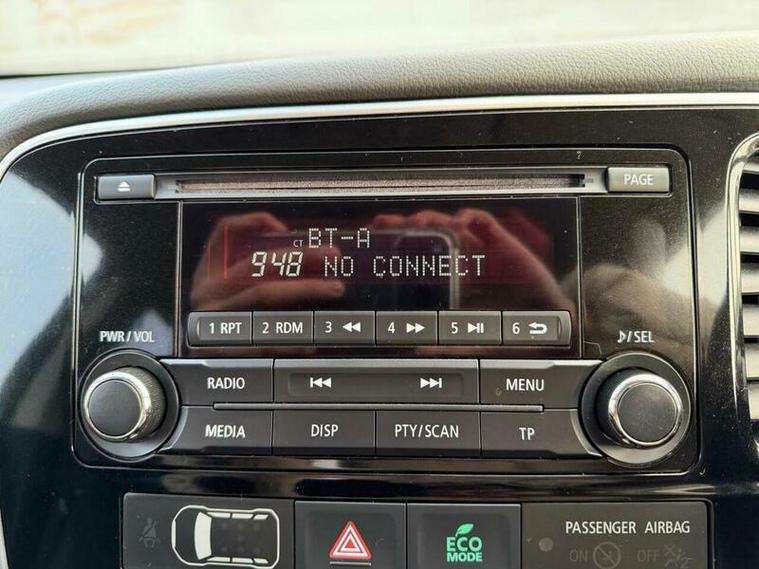 PAGE
CT BT-A
948 NO CONNECT
1 RPT 2 RDM 3 4 5 6
PWR/VOL
♪/SEL
RADIO MENU
MEDIA DISP PTY/SCAN TP
ECO MODE
PASSENGER AIRBAG
ON OFF